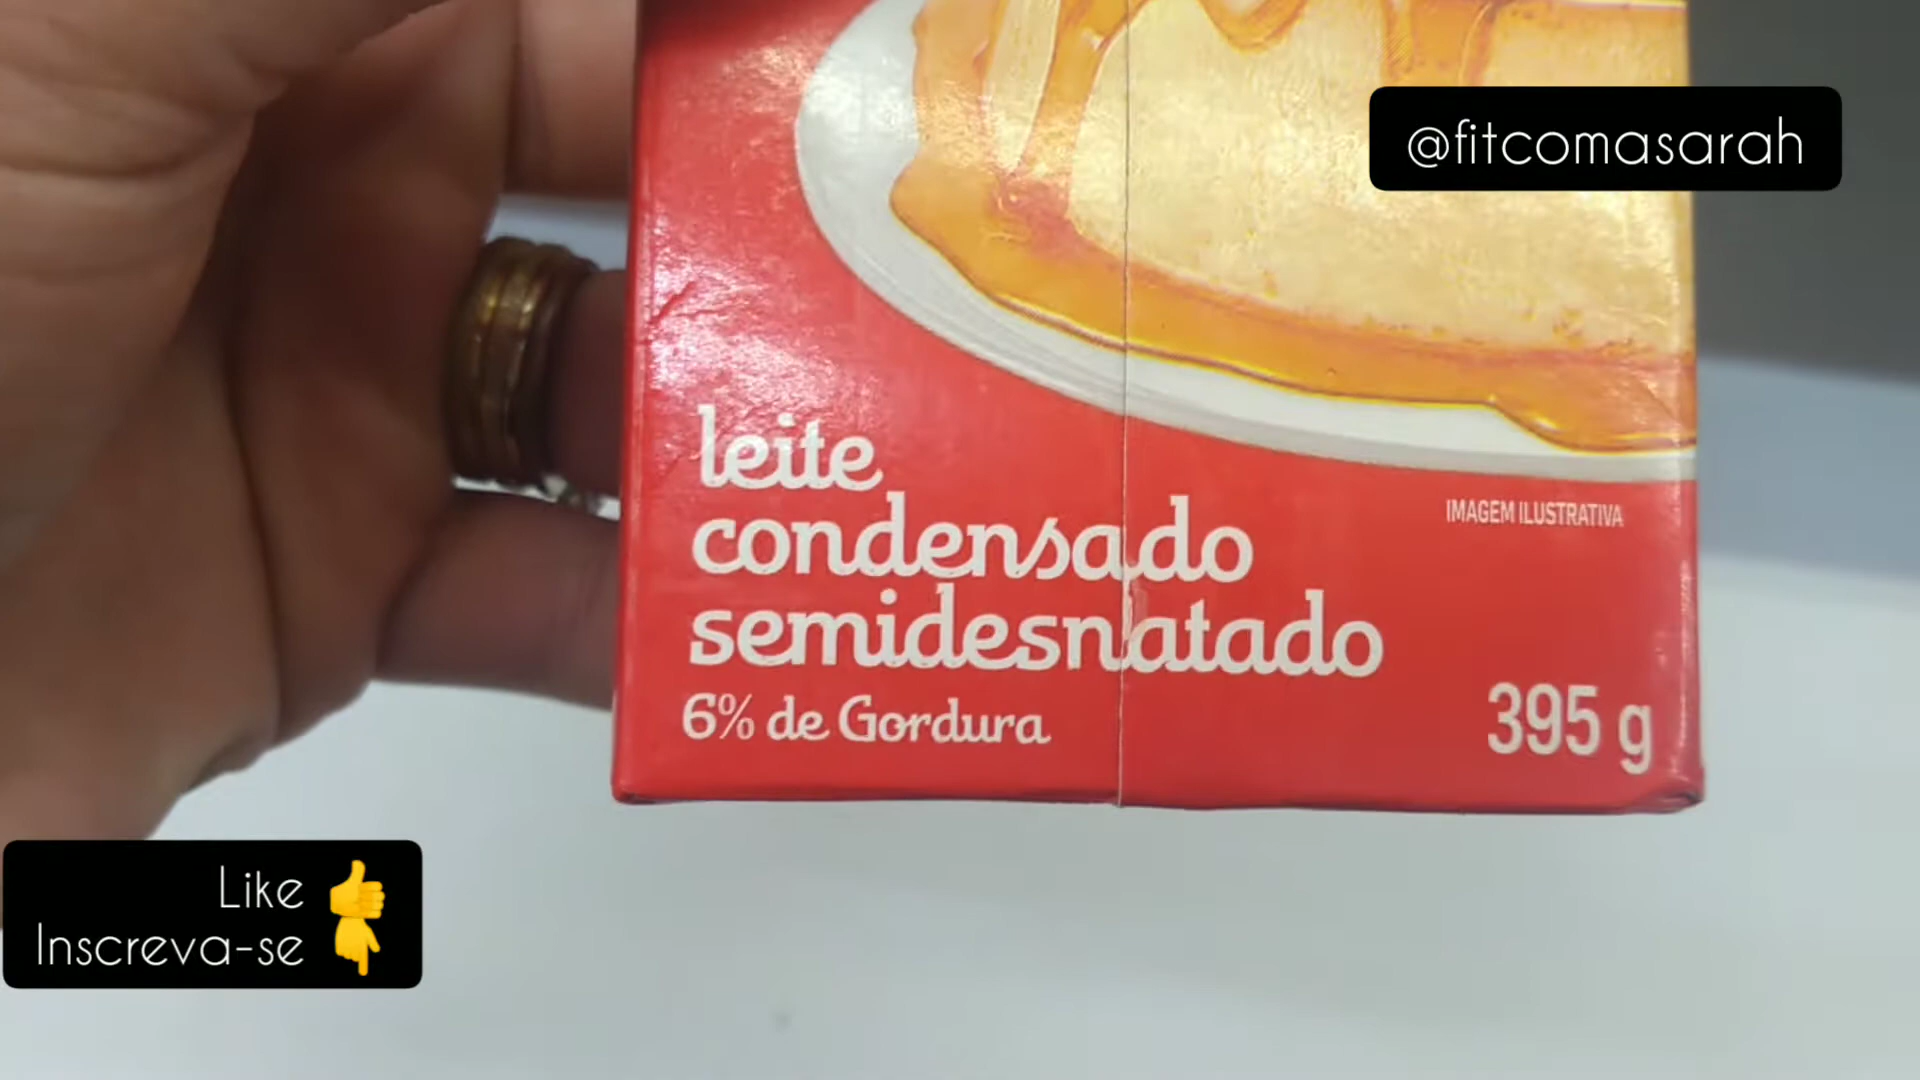 @fitcomasarah
leite
condensado
semidesnatado
6% de Gordura
IMAGEM ILUSTRATIVA
395 g
Like
Inscreva-se